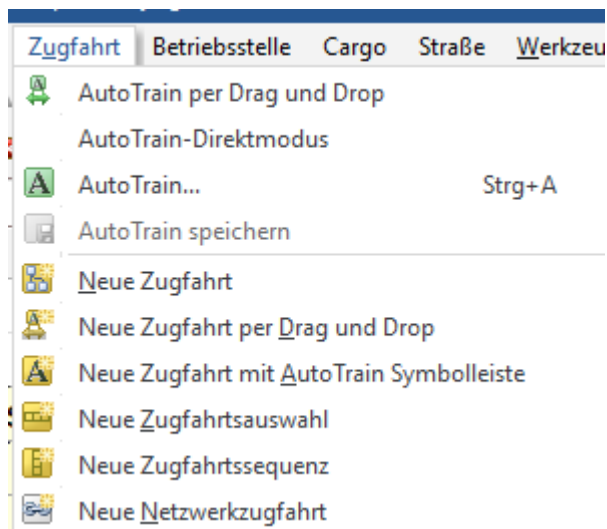 Zugfahrt Betriebsstelle Cargo Straße Werkzeu
AutoTrain per Drag und Drop
AutoTrain-Direktmodus
AutoTrain... Strg+A
AutoTrain speichern
Neue Zugfahrt
Neue Zugfahrt per Drag und Drop
Neue Zugfahrt mit AutoTrain Symbolleiste
Neue Zugfahrtsauswahl
Neue Zugfahrtssequenz
Neue Netzwerkzugfahrt